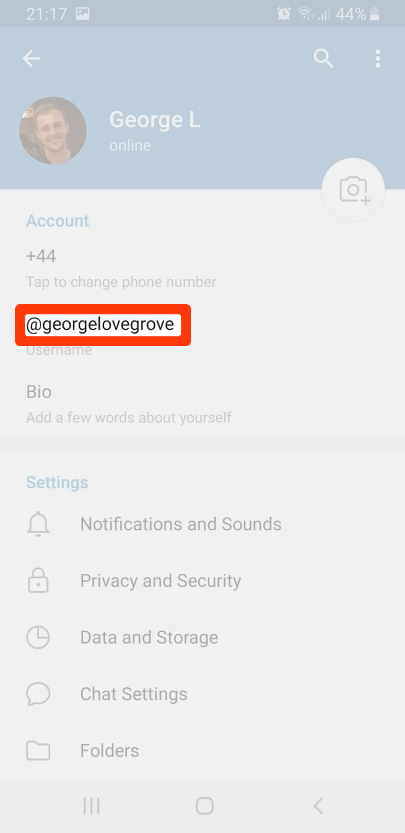 21:17 44%
George L
online
Account
+44
Tap to change phone number
@georgelovegrove
Username
Bio
Add a few words about yourself
Settings
Notifications and Sounds
Privacy and Security
Data and Storage
Chat Settings
Folders